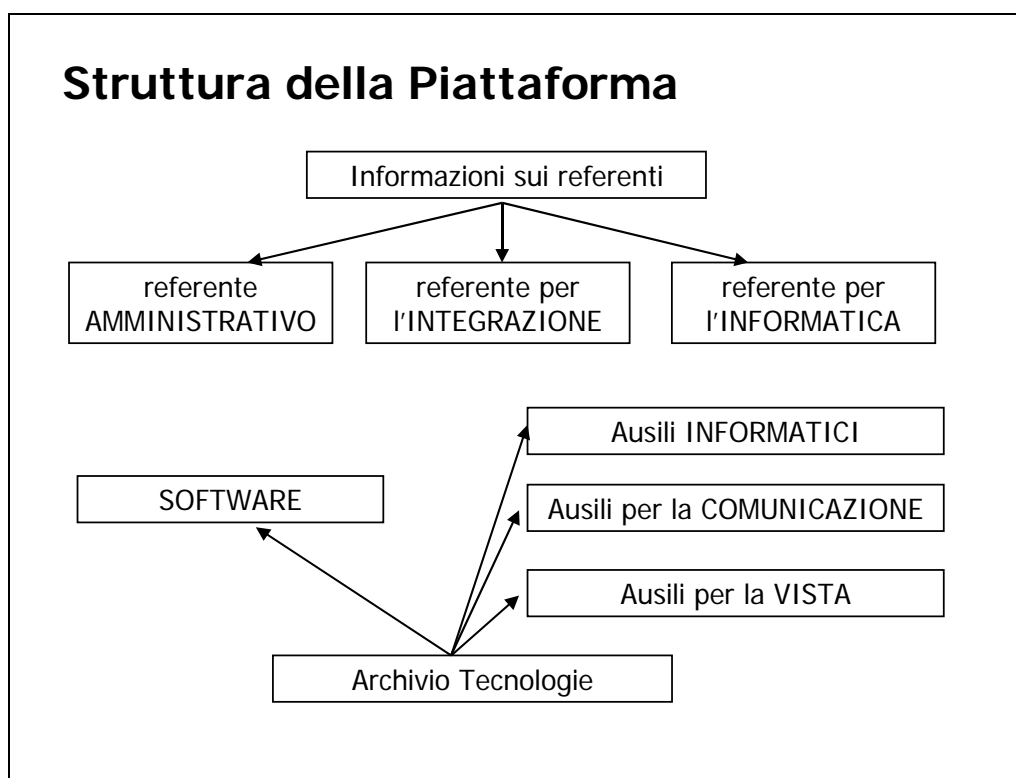 Struttura della Piattaforma
Informazioni sui referenti
referente
AMMINISTRATIVO
referente per
l'INTEGRAZIONE
referente per
l'INFORMATICA
Ausili INFORMATICI
SOFTWARE
Ausili per la COMUNICAZIONE
Ausili per la VISTA
Archivio Tecnologie